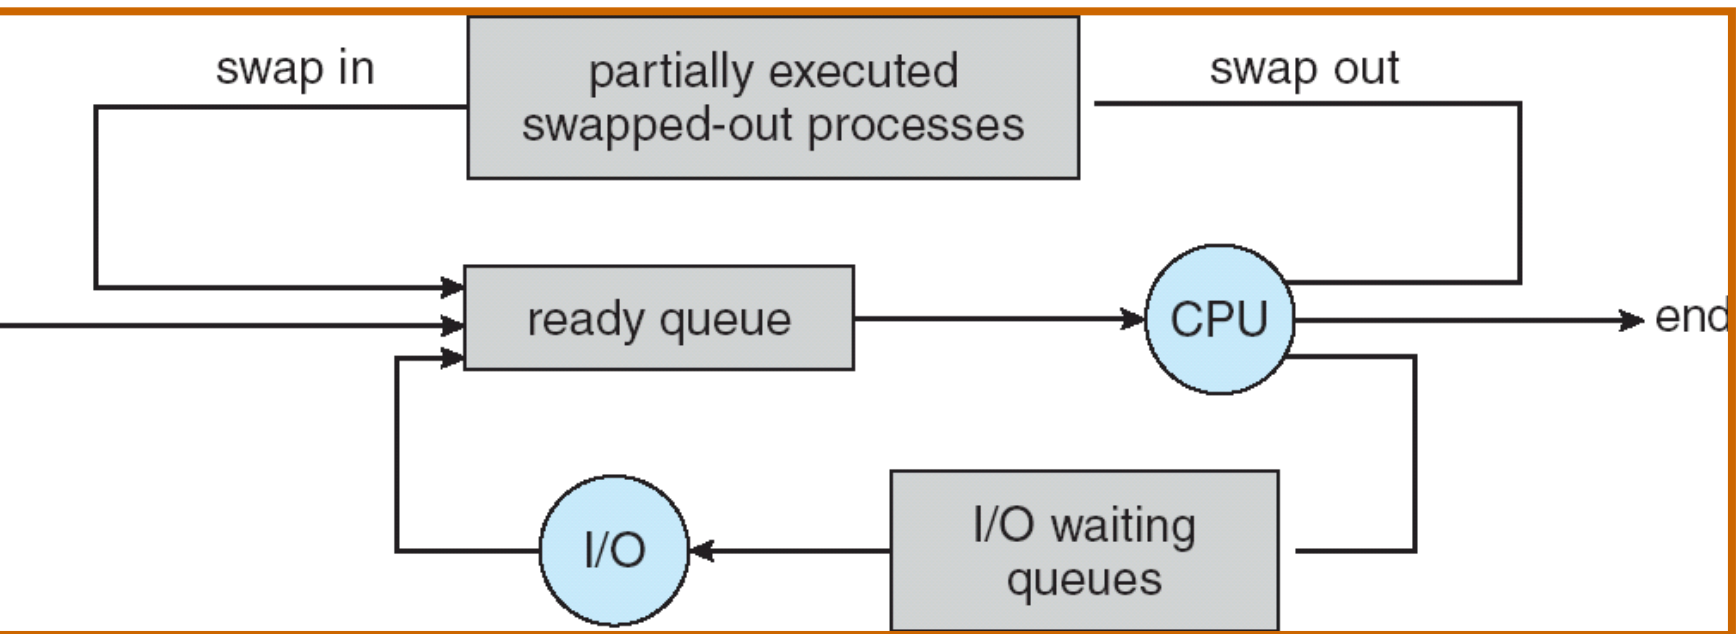 swap in
partially executed
swapped-out processes
swap out
ready queue
CPU
end
I/O
I/O waiting
queues